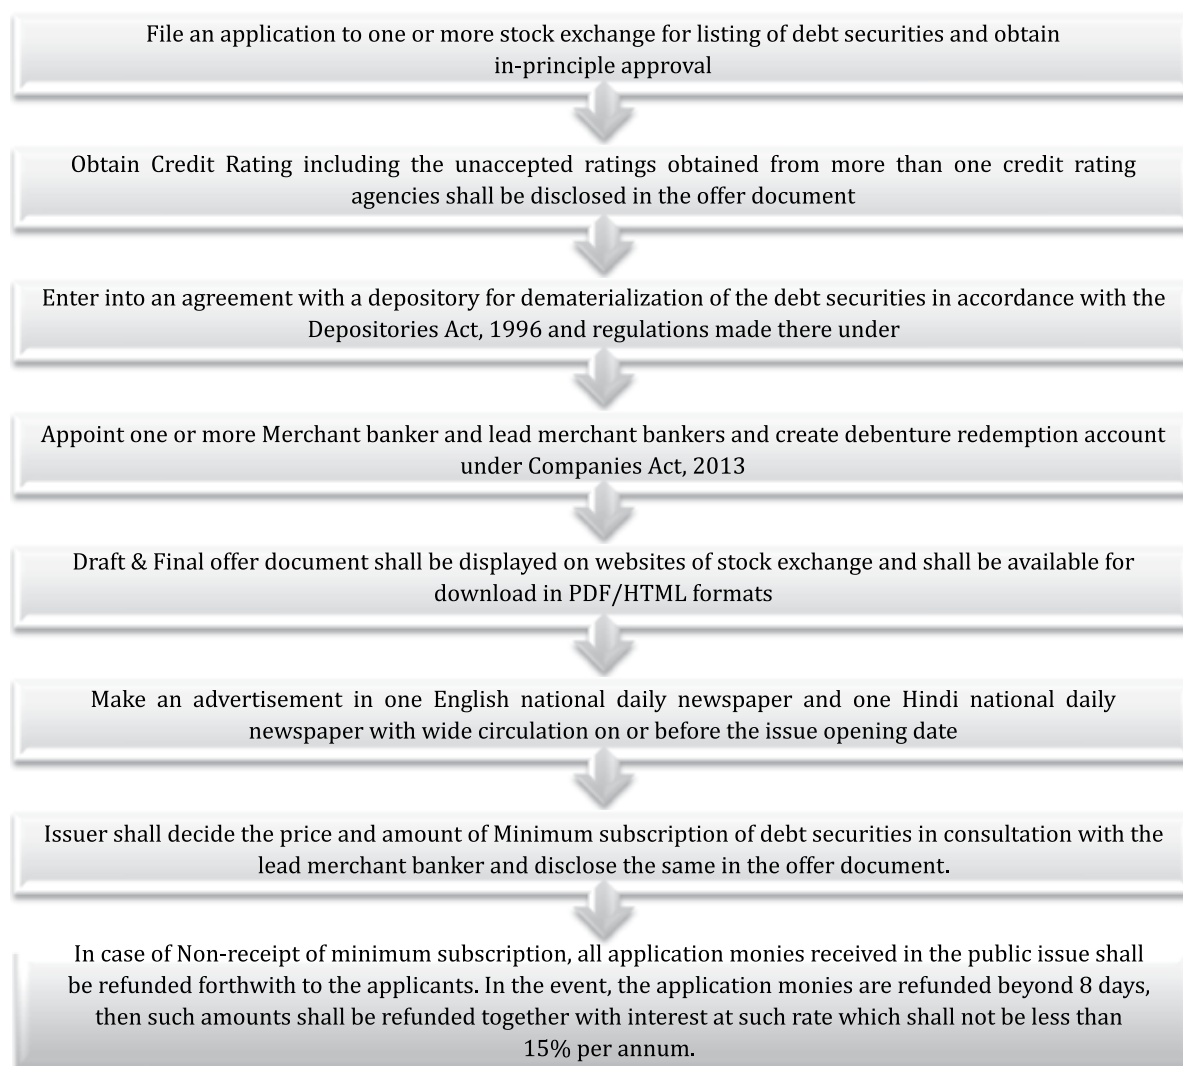 File an application to one or more stock exchange for listing of debt securities and obtain
in-principle approval
Obtain Credit Rating including the unaccepted ratings obtained from more than one credit rating
agencies shall be disclosed in the offer document
Enter into an agreement with a depository for dematerialization of the debt securities in accordance with the
Depositories Act, 1996 and regulations made there under
Appoint one or more Merchant banker and lead merchant bankers and create debenture redemption account
under Companies Act, 2013
Draft & Final offer document shall be displayed on websites of stock exchange and shall be available for
download in PDF/HTML formats
Make an advertisement in one English national daily newspaper and one Hindi national daily
newspaper with wide circulation on or before the issue opening date
Issuer shall decide the price and amount of Minimum subscription of debt securities in consultation with the
lead merchant banker and disclose the same in the offer document.
In case of Non-receipt of minimum subscription, all application monies received in the public issue shall
be refunded forthwith to the applicants. In the event, the application monies are refunded beyond 8 days,
then such amounts shall be refunded together with interest at such rate which shall not be less than
15% per annum.